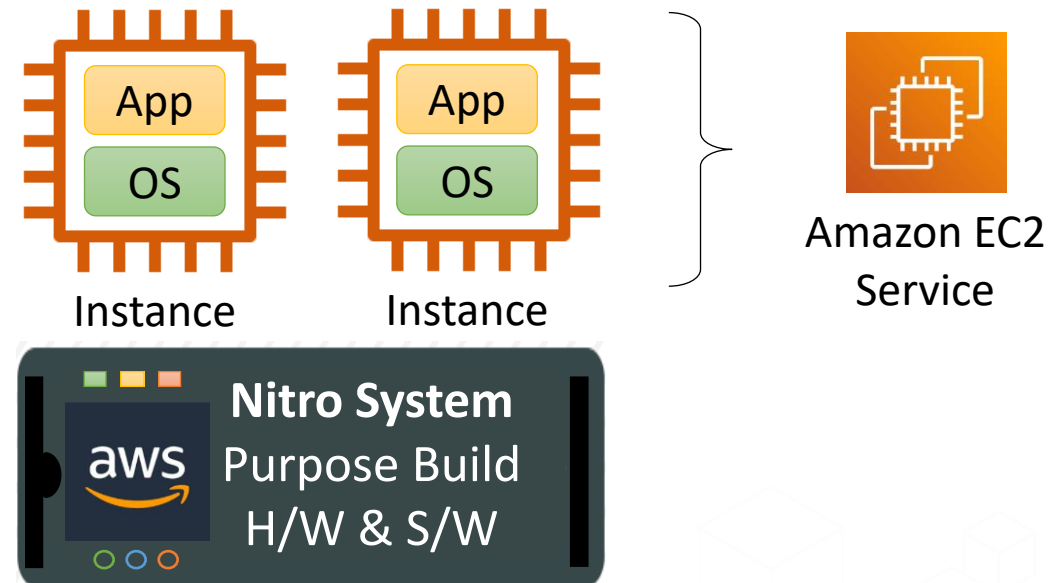 App
OS
Instance
App
OS
Instance
Amazon EC2
Service
aws
Nitro System
Purpose Build
H/W & S/W